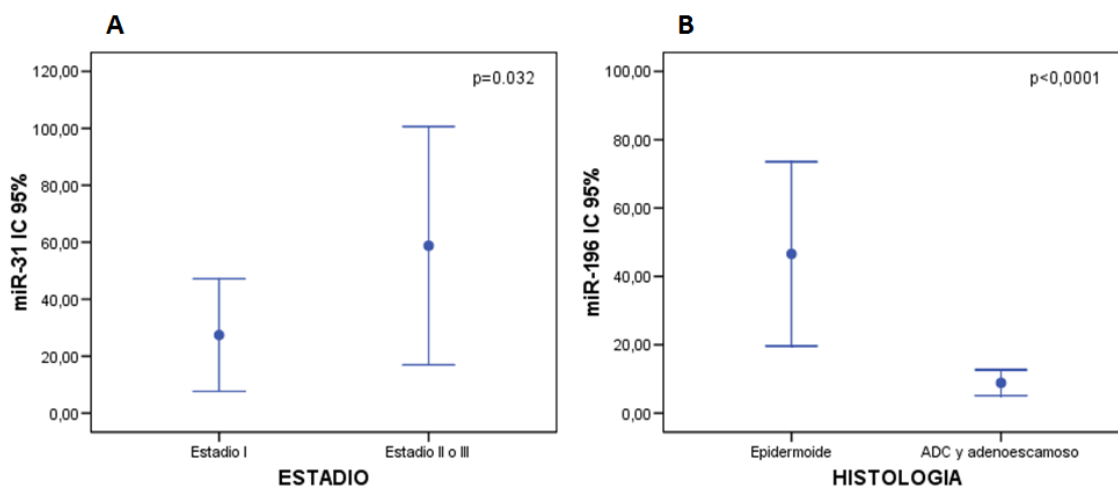 A
p=0.032
miR-31 IC 95%
120,00
100,00
80,00
60,00
40,00
20,00
0,00
Estadio I
Estadio II o III
ESTADIO
B
p<0,0001
miR-196 IC 95%
100,00
80,00
60,00
40,00
20,00
0,00
Epidermoide
ADC y adenoescamoso
HISTOLOGIA